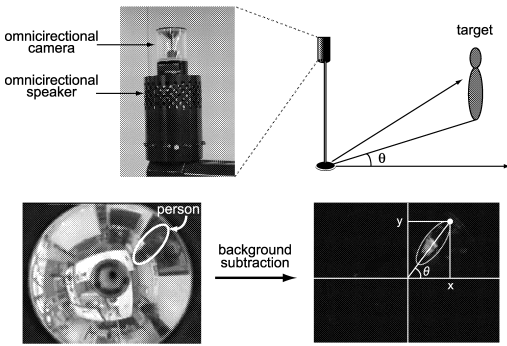 omnicirectional
camera
omnicirectional
speaker
target
θ
person
background
subtraction
y
θ
x